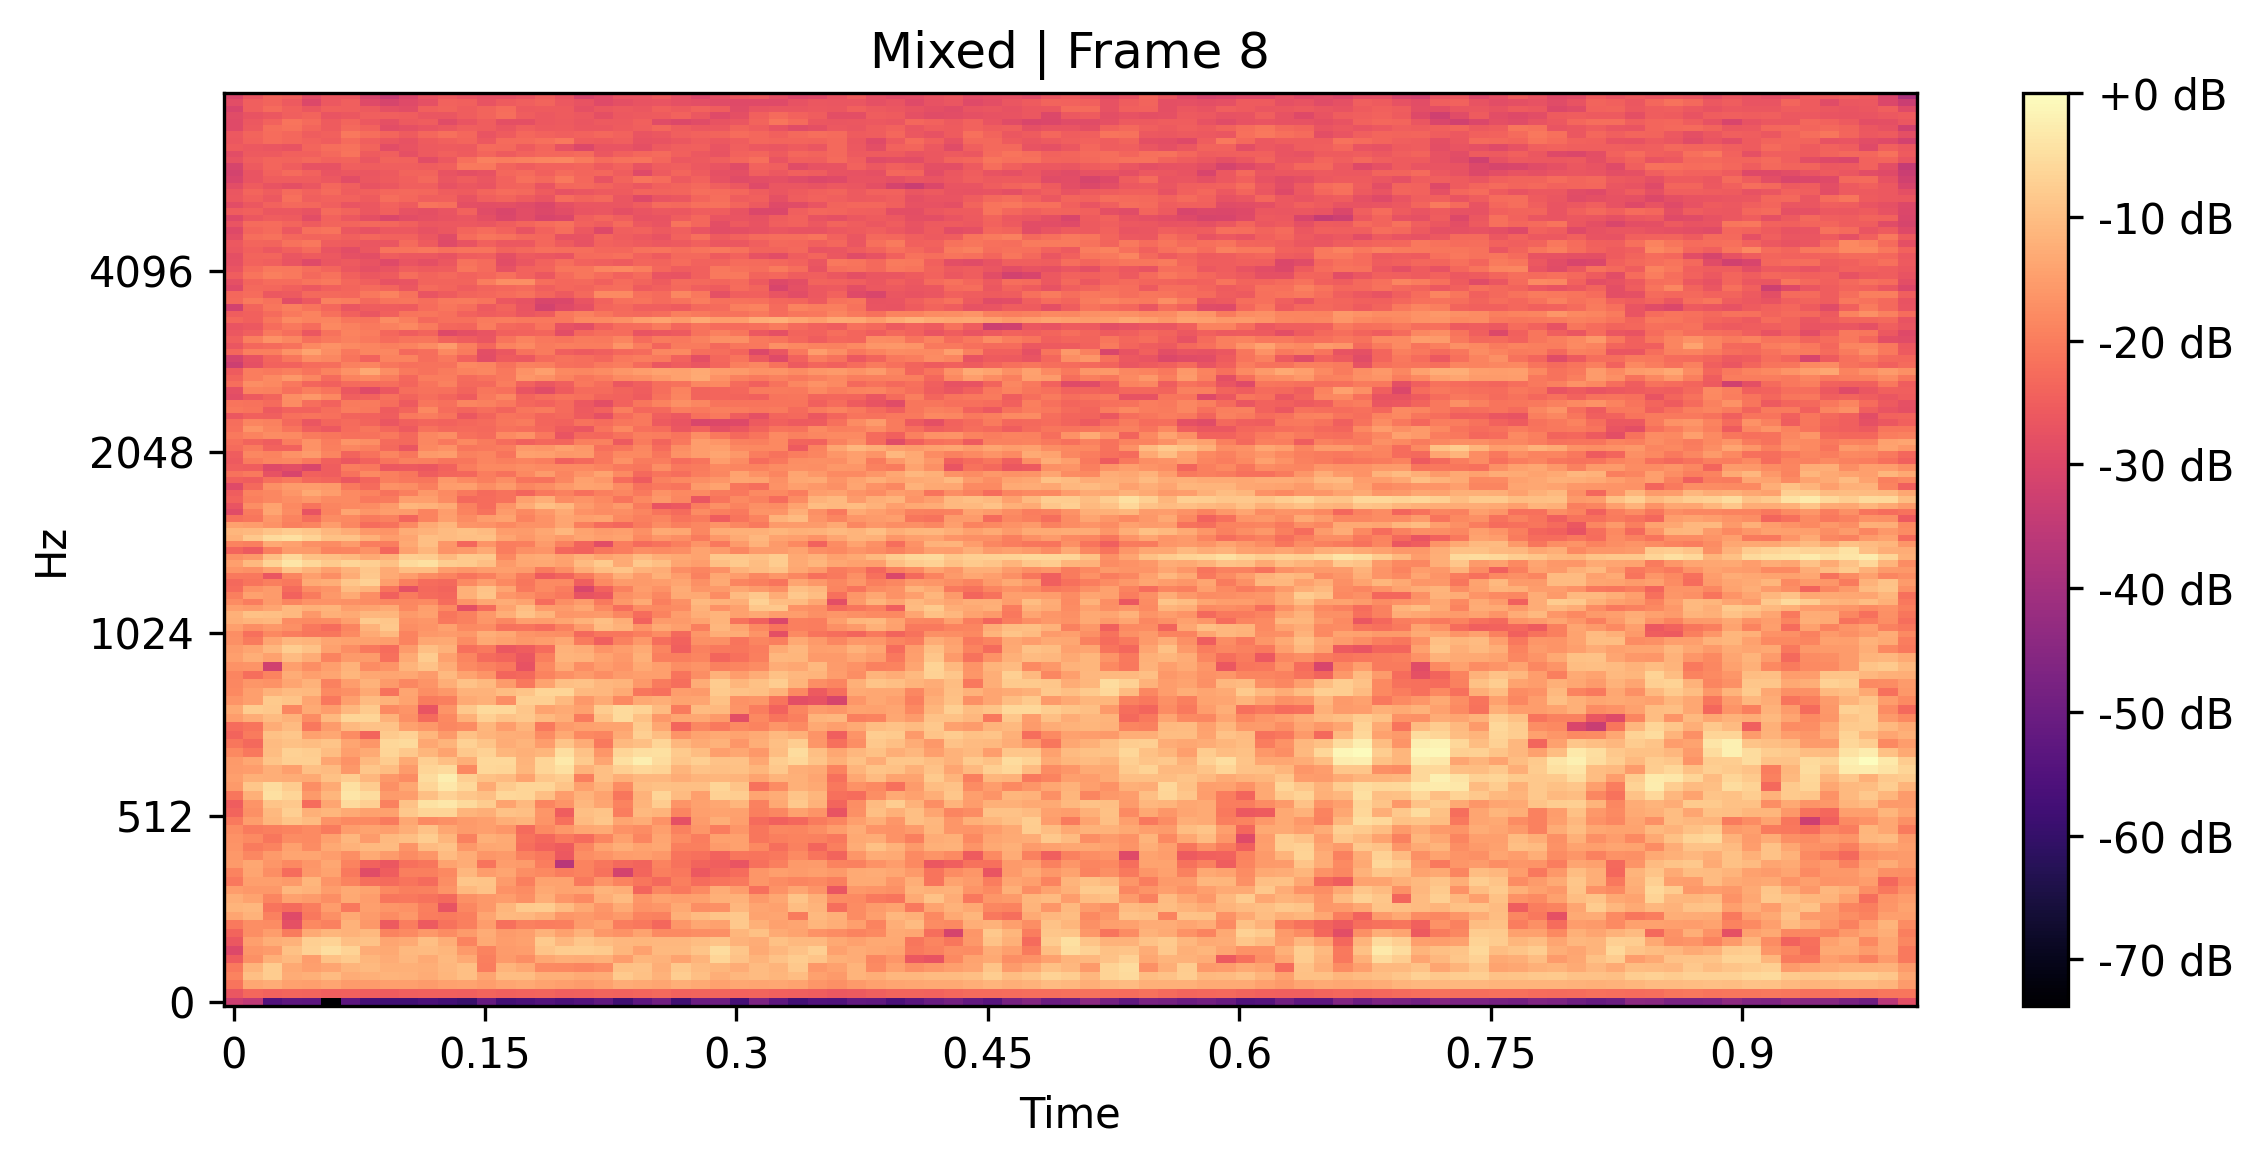 Mixed | Frame 8
+0 dB
-10 dB
-20 dB
-30 dB
-40 dB
-50 dB
-60 dB
-70 dB
Hz
4096
2048
1024
512
0
0 0.15 0.3 0.45 0.6 0.75 0.9
Time